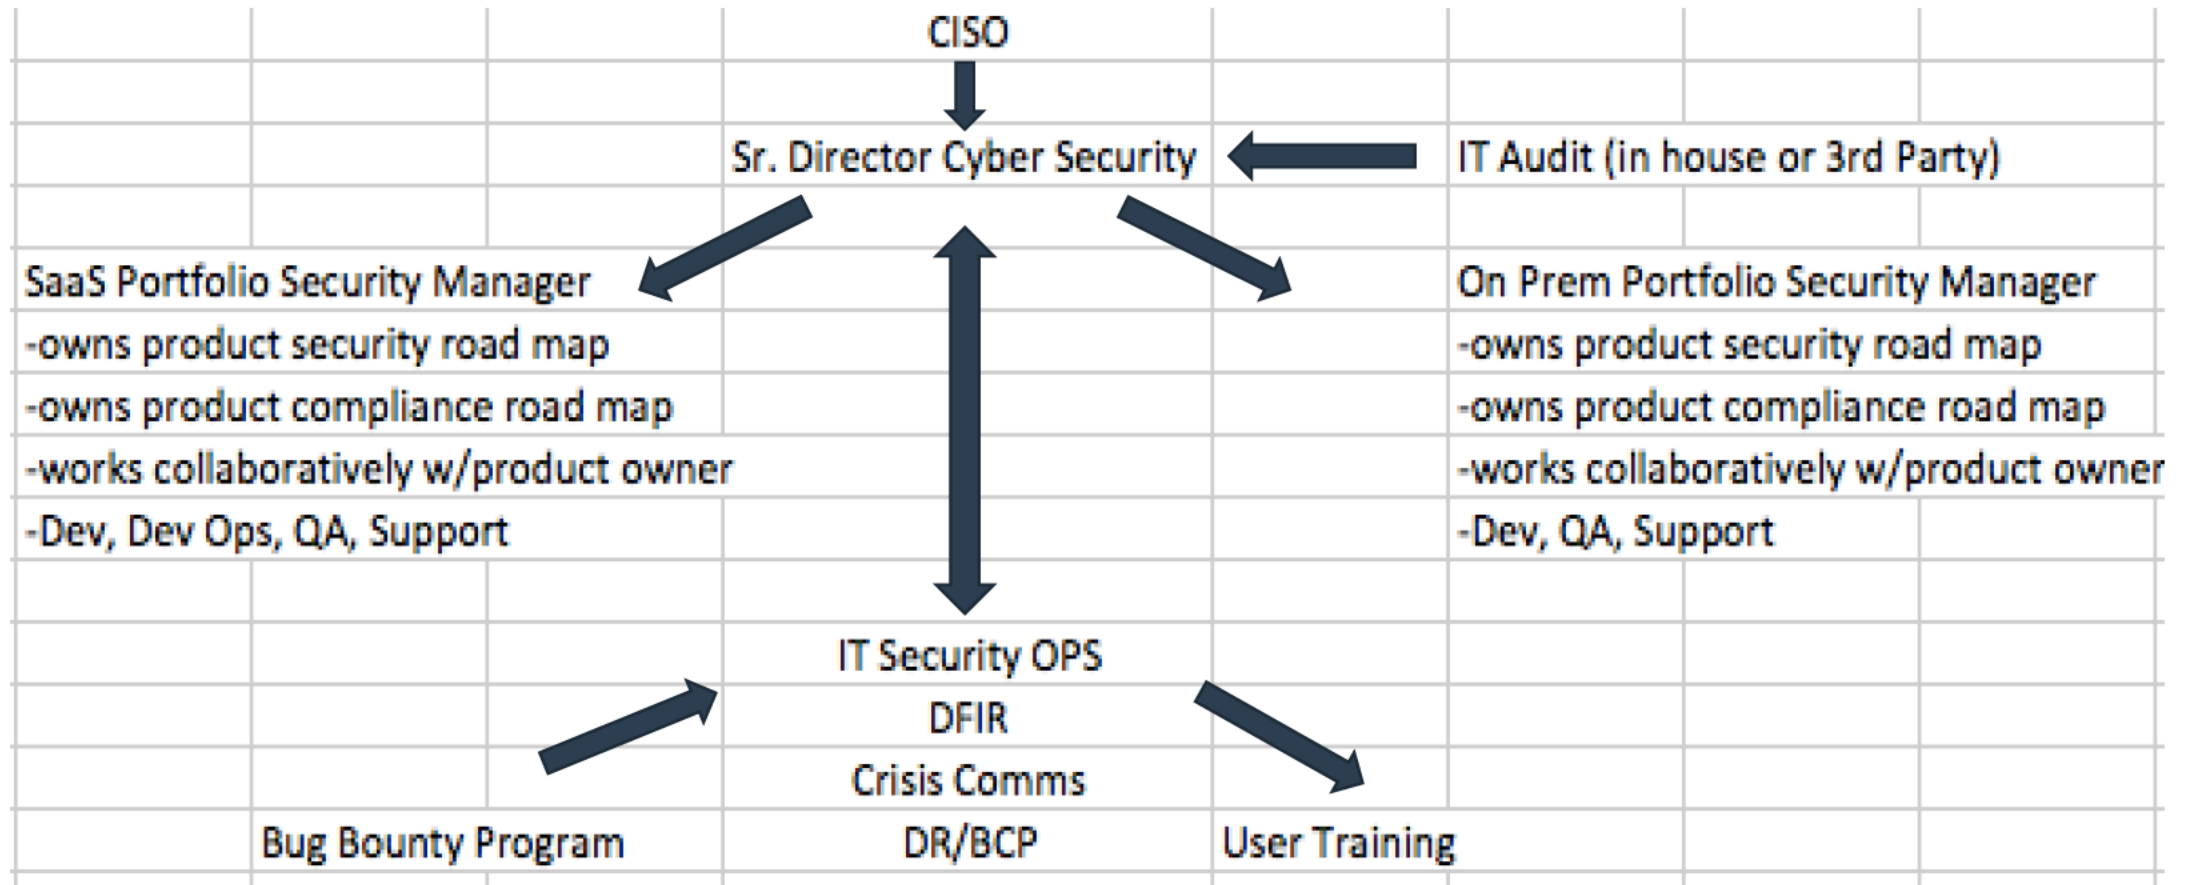 CISO
Sr. Director Cyber Security
IT Audit (in house or 3rd Party)
SaaS Portfolio Security Manager
-owns product security road map
-owns product compliance road map
-works collaboratively w/product owner
-Dev, Dev Ops, QA, Support
On Prem Portfolio Security Manager
-owns product security road map
-owns product compliance road map
-works collaboratively w/product owner
-Dev, QA, Support
IT Security OPS
DFIR
Crisis Comms
DR/BCP
Bug Bounty Program
User Training